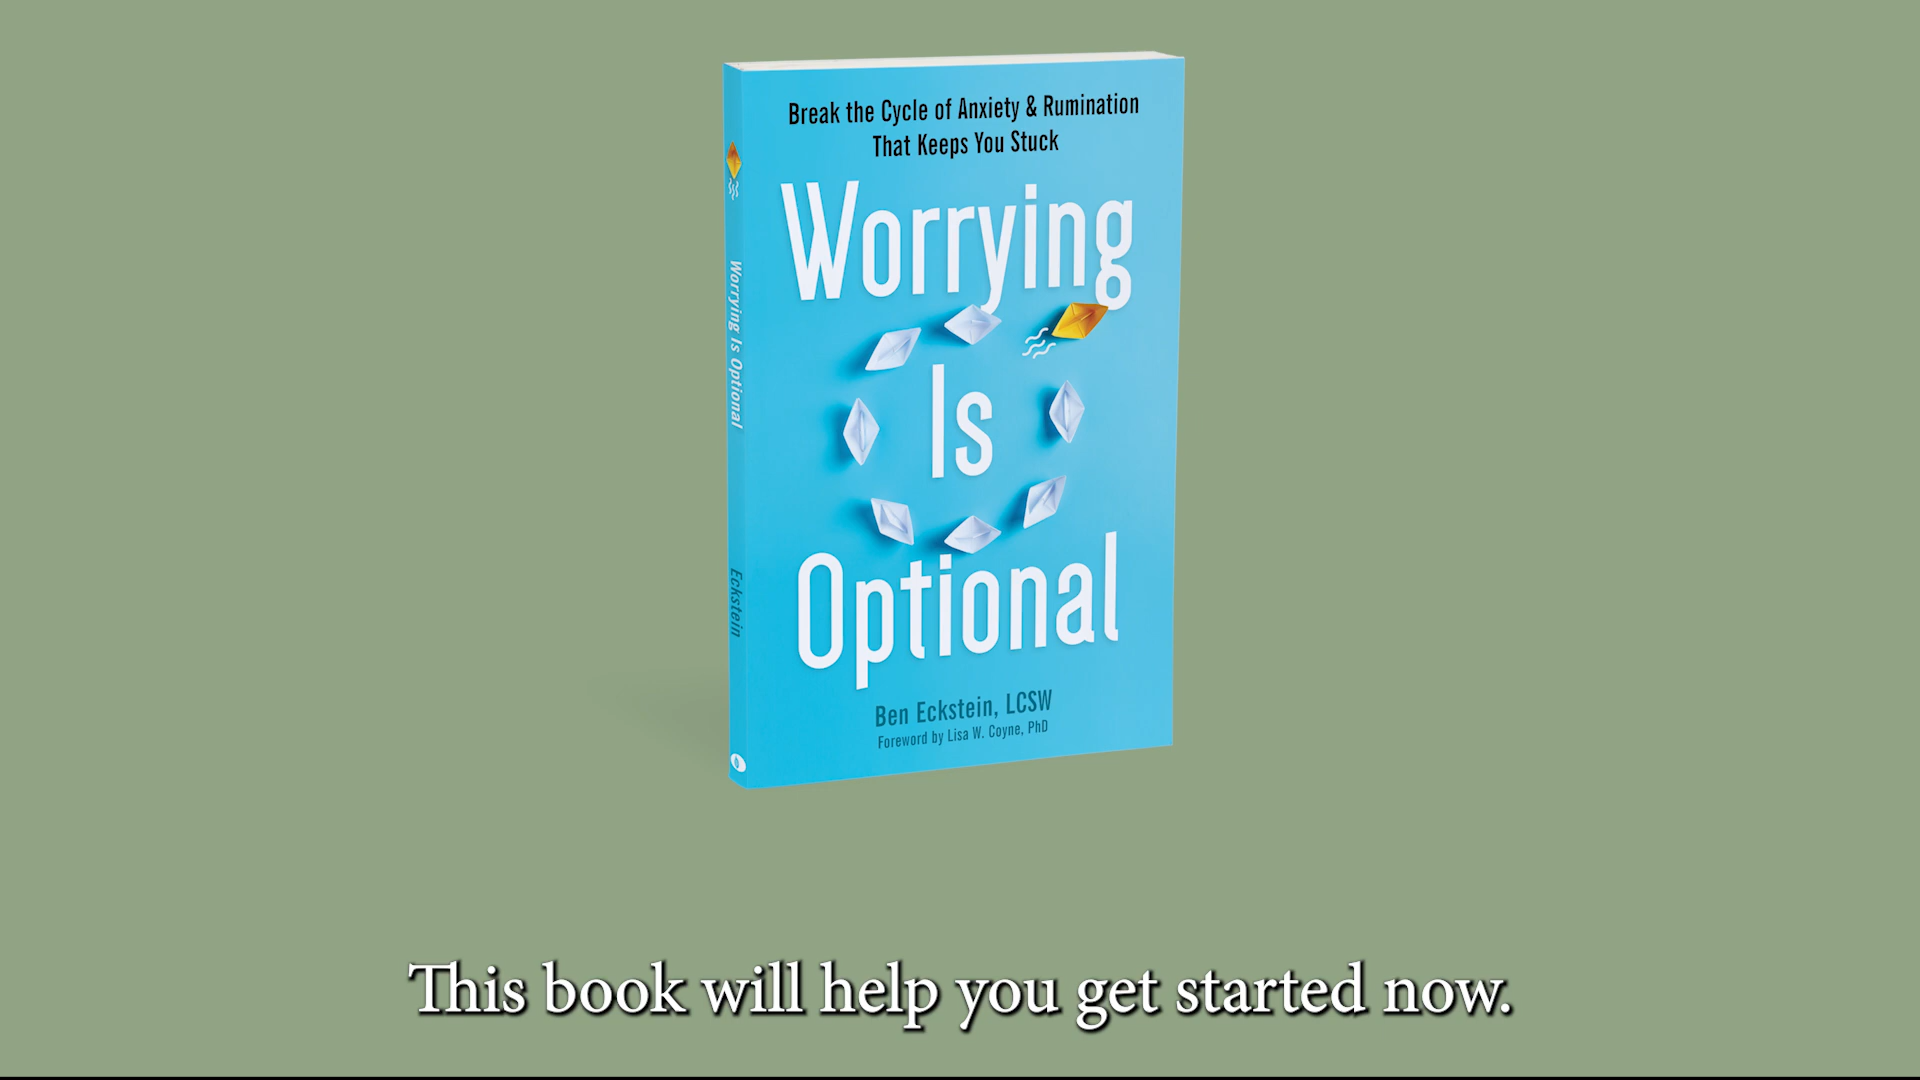 Break the Cycle of Anxiety & Rumination
That Keeps You Stuck
Worrying
Is
Optional
Ben Eckstein, LCSW
Foreword by Lisa W. Coyne, PhD
Worrying Is Optional
Eckstein
This book will help you get started now.